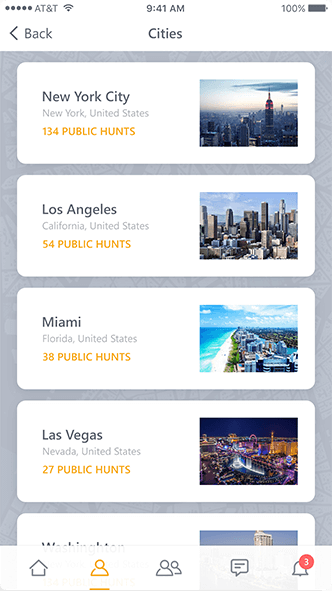 AT&T 9:41 AM 100%
Back Cities
New York City
New York, United States
134 PUBLIC HUNTS
Los Angeles
California, United States
54 PUBLIC HUNTS
Miami
Florida, United States
38 PUBLIC HUNTS
Las Vegas
Nevada, United States
27 PUBLIC HUNTS
3